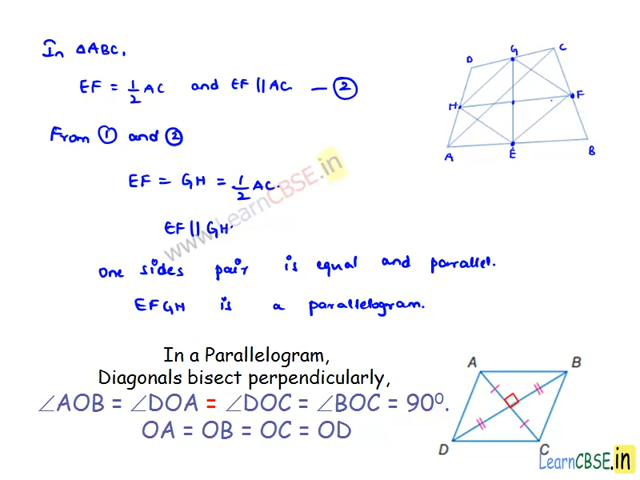 In ΔABC,
EF = 1/2 AC and EF || AC — ②
From ① and ②
EF = GH = 1/2 AC.
EF || GH.
One sides pair is equal and parallel.
EFGH is a parallelogram.
D G C
H F
A E B
www.LearnCBSE.in
In a Parallelogram,
Diagonals bisect perpendicularly,
∠AOB = ∠DOA = ∠DOC = ∠BOC = 90⁰.
OA = OB = OC = OD
A B
D C
LearnCBSE.in